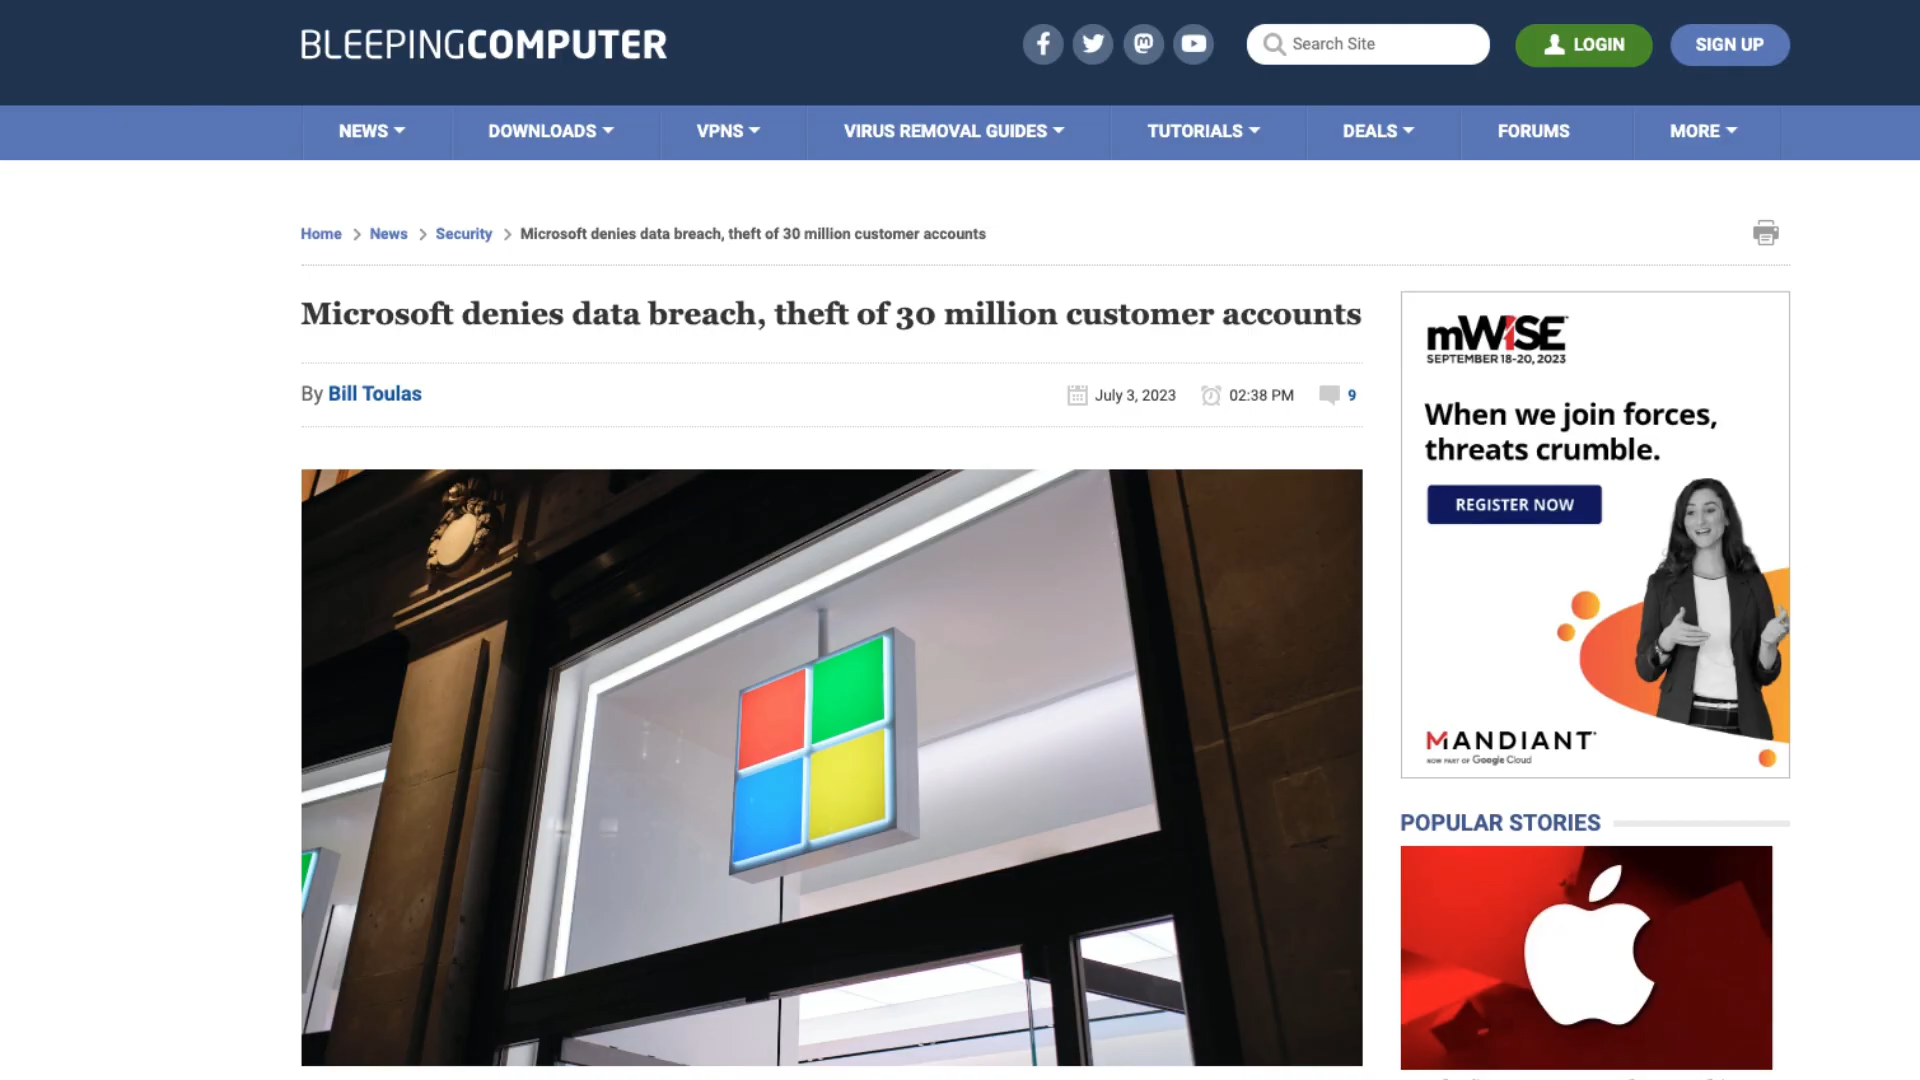 BLEEPINGCOMPUTER
Search Site
LOGIN
SIGN UP
NEWS
DOWNLOADS
VPNS
VIRUS REMOVAL GUIDES
TUTORIALS
DEALS
FORUMS
MORE
Home > News > Security > Microsoft denies data breach, theft of 30 million customer accounts
Microsoft denies data breach, theft of 30 million customer accounts
By Bill Toulas
July 3, 2023
02:38 PM
9
mWISE
SEPTEMBER 18-20, 2023
When we join forces,
threats crumble.
REGISTER NOW
MANDIANT
NOW PART OF Google Cloud
POPULAR STORIES